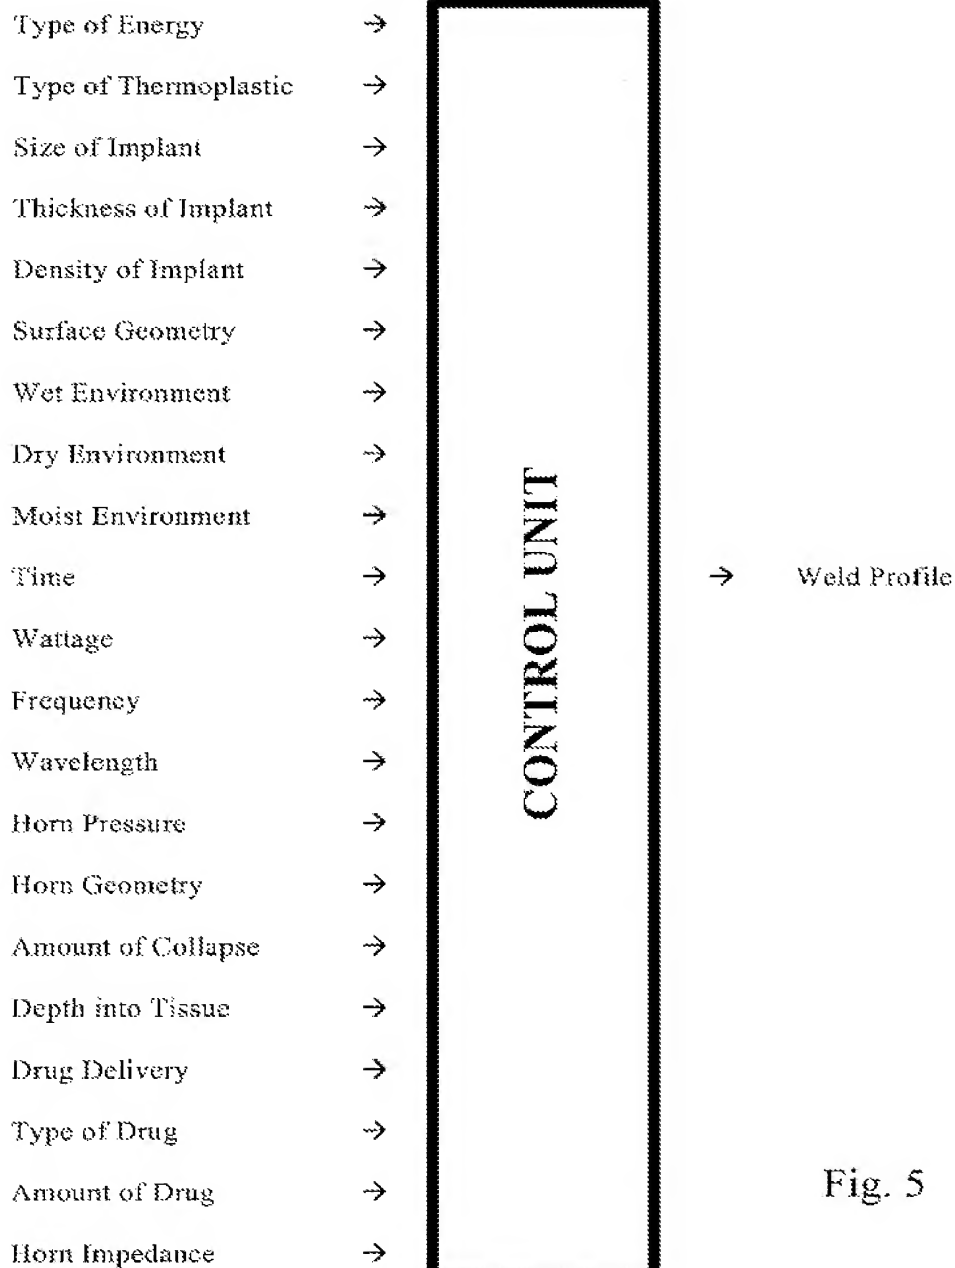 Type of Energy →
Type of Thermoplastic →
Size of Implant →
Thickness of Implant →
Density of Implant →
Surface Geometry →
Wet Environment →
Dry Environment →
Moist Environment →
Time →
Wattage →
Frequency →
Wavelength →
Horn Pressure →
Horn Geometry →
Amount of Collapse →
Depth into Tissue →
Drug Delivery →
Type of Drug →
Amount of Drug →
Horn Impedance →
CONTROL UNIT
→ Weld Profile
Fig. 5